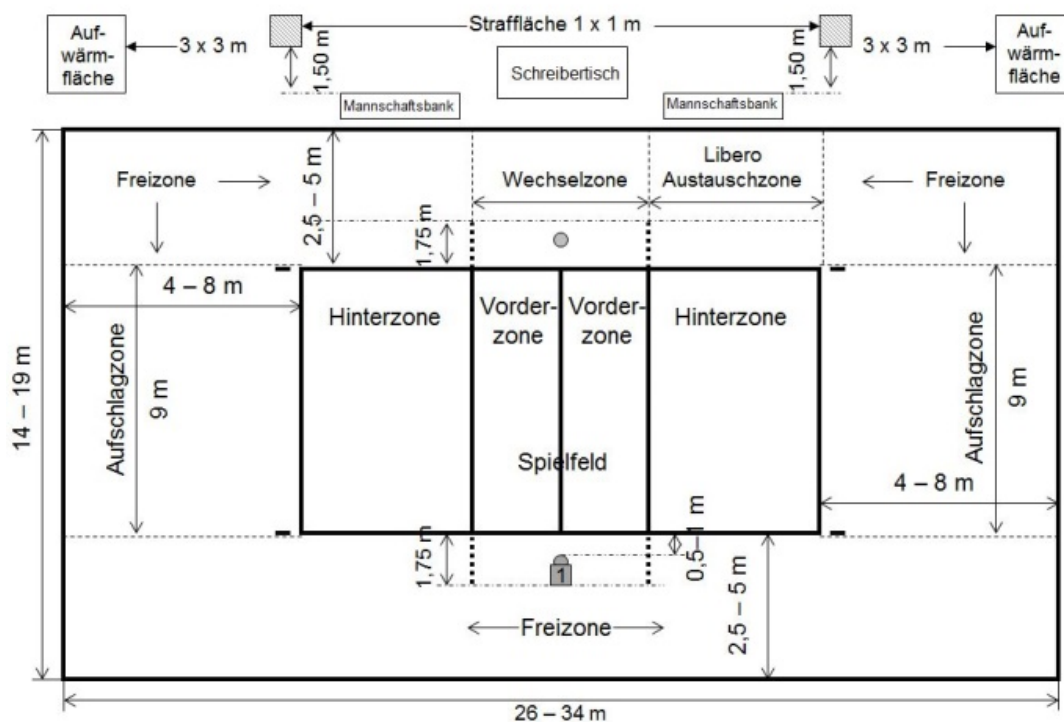 Auf-
wärm-
fläche
3 x 3 m
1,50 m
Straffläche 1 x 1 m
Schreibertisch
1,50 m
3 x 3 m
Auf-
wärm-
fläche
Mannschaftsbank
Mannschaftsbank
Freizone
2,5 – 5 m
Wechselzone
Libero
Austauschzone
Freizone
1,75 m
4 – 8 m
Hinterzone
Vorder-
zone
Vorder-
zone
Hinterzone
14 – 19 m
Aufschlagzone
9 m
Spielfeld
9 m
Aufschlagzone
4 – 8 m
1,75 m
1
0,5–1 m
2,5 – 5 m
Freizone
26 – 34 m